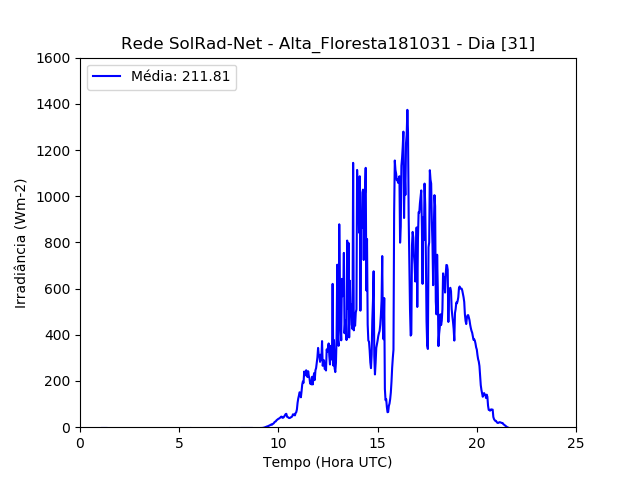 Rede SolRad-Net - Alta_Floresta181031 - Dia [31]
Média: 211.81
1600
1400
1200
1000
800
600
400
200
0
Irradiância (Wm-2)
0 5 10 15 20 25
Tempo (Hora UTC)